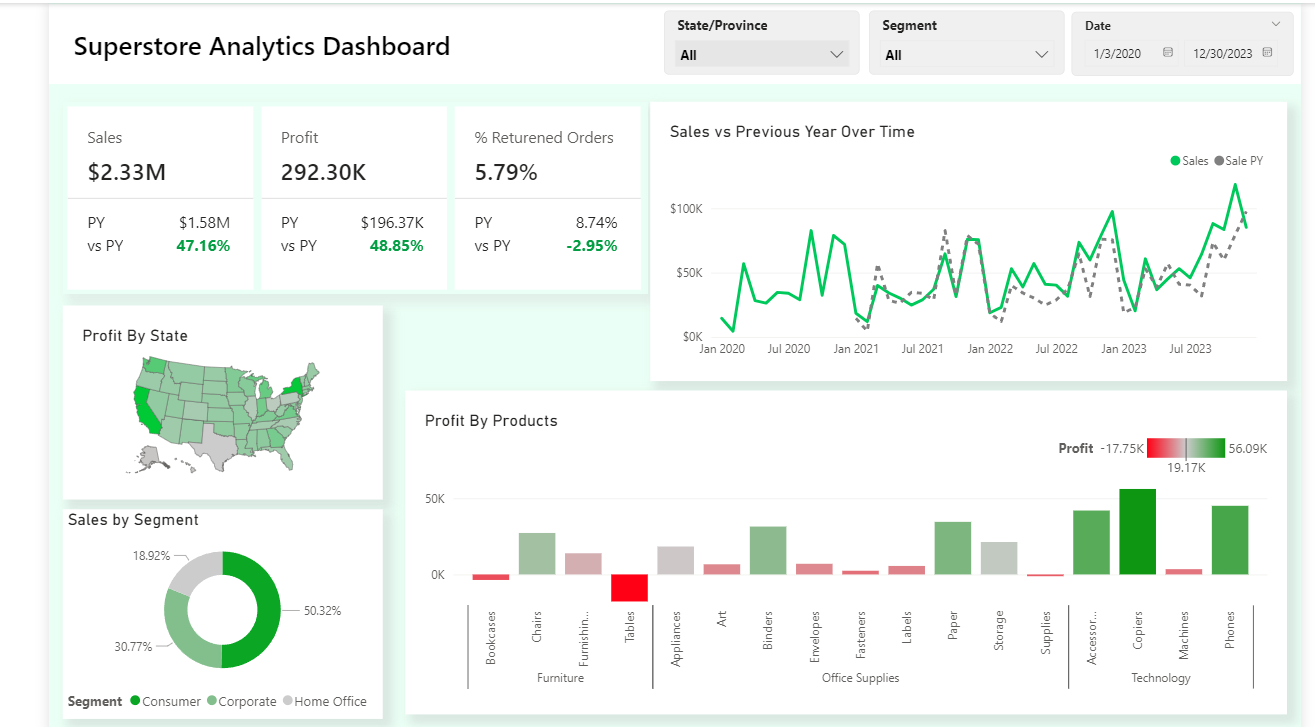 Superstore Analytics Dashboard
State/Province
All
Segment
All
Date
1/3/2020
12/30/2023
Sales
$2.33M
PY $1.58M
vs PY 47.16%
Profit
292.30K
PY $196.37K
vs PY 48.85%
% Returened Orders
5.79%
PY 8.74%
vs PY -2.95%
Sales vs Previous Year Over Time
Sales Sale PY
$100K
$50K
$0K
Jan 2020 Jul 2020 Jan 2021 Jul 2021 Jan 2022 Jul 2022 Jan 2023 Jul 2023
Profit By State
Sales by Segment
18.92%
50.32%
30.77%
Segment Consumer Corporate Home Office
Profit By Products
Profit -17.75K 56.09K
19.17K
50K
0K
Bookcases
Chairs
Furnishin...
Tables
Appliances
Art
Binders
Envelopes
Fasteners
Labels
Paper
Storage
Supplies
Accessor...
Copiers
Machines
Phones
Furniture Office Supplies Technology